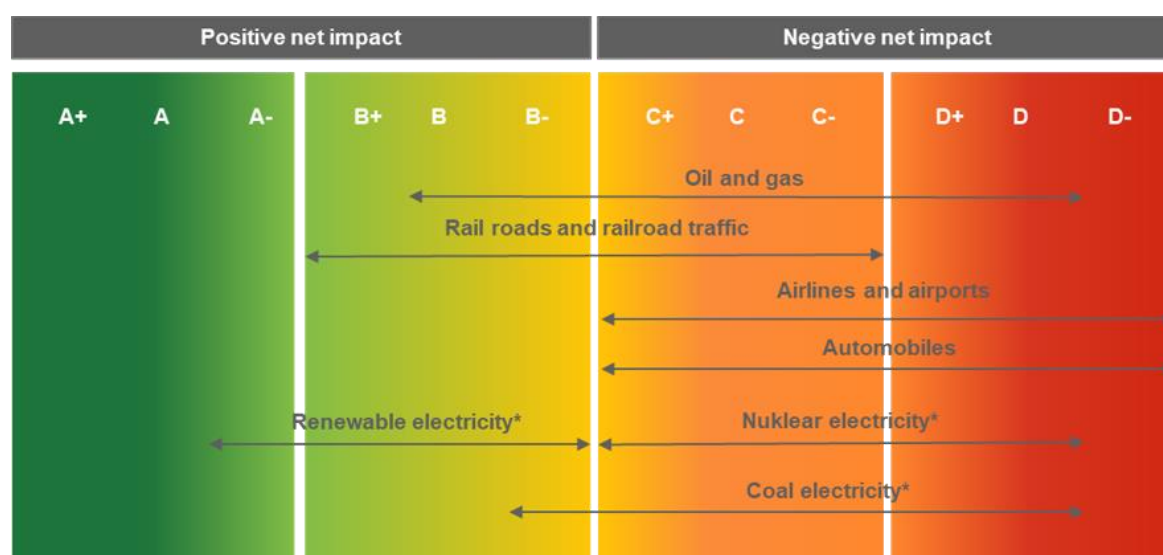 Positive net impact
Negative net impact
A+ A A- B+ B B- C+ C C- D+ D D-
Oil and gas
Rail roads and railroad traffic
Airlines and airports
Automobiles
Renewable electricity*
Nuklear electricity*
Coal electricity*